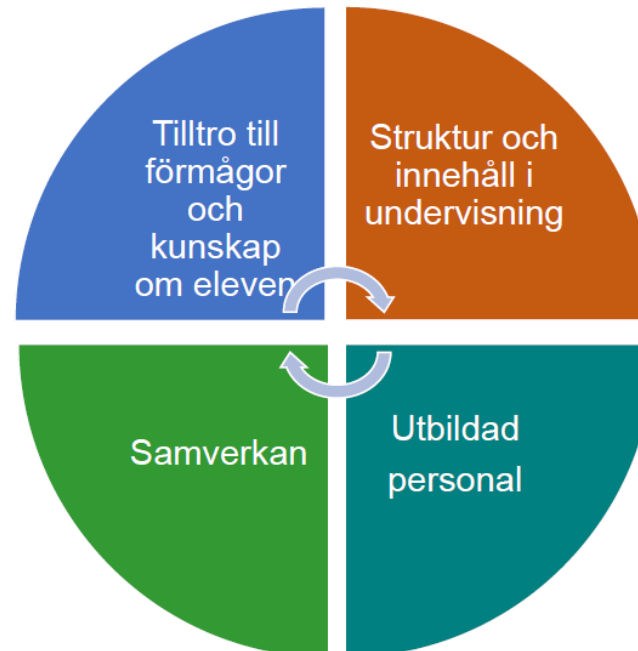 Tilltro till
förmågor
och
kunskap
om eleven
Struktur och
innehåll i
undervisning
Samverkan
Utbildad
personal